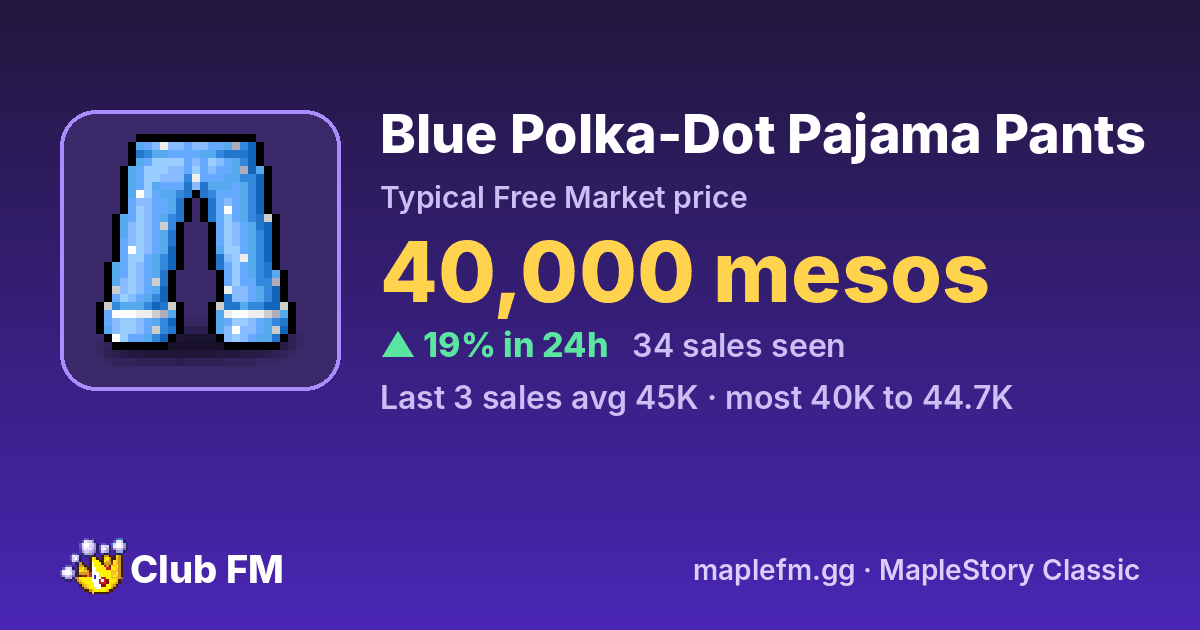 Blue Polka-Dot Pajama Pants
Typical Free Market price
40,000 mesos
▲ 19% in 24h 34 sales seen
Last 3 sales avg 45K · most 40K to 44.7K
Club FM
maplefm.gg · MapleStory Classic